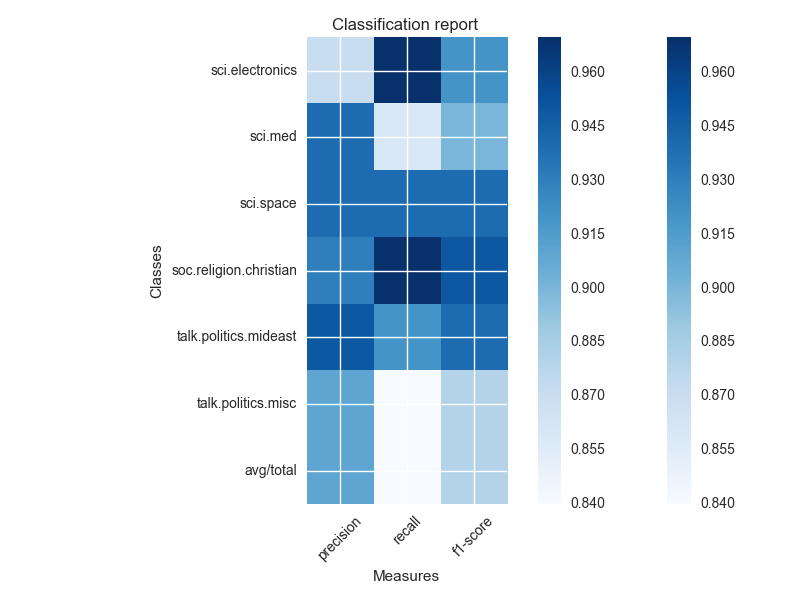 Classification report
sci.electronics
sci.med
sci.space
soc.religion.christian
talk.politics.mideast
talk.politics.misc
avg/total
Classes
precision
recall
f1-score
Measures
0.960
0.945
0.930
0.915
0.900
0.885
0.870
0.855
0.840
0.960
0.945
0.930
0.915
0.900
0.885
0.870
0.855
0.840